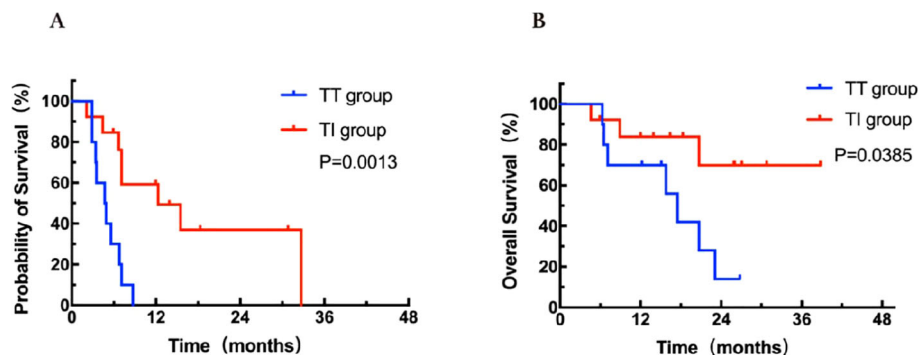 A
Probability of Survival (%)
100
80
60
40
20
0
0 12 24 36 48
Time (months)
TT group
TI group
P=0.0013
B
Overall Survival (%)
100
80
60
40
20
0 12 24 36 48
Time (months)
TT group
TI group
P=0.0385